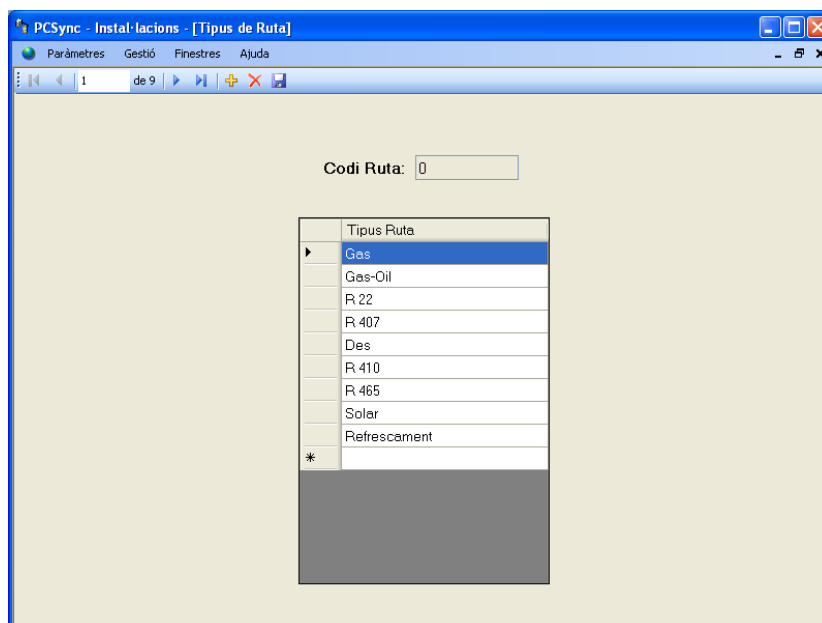 PCSync - Instal·lacions - [Tipus de Ruta]
Paràmetres Gestió Finestres Ajuda
1 de 9
Codi Ruta: 0
Tipus Ruta
Gas
Gas-Oil
R 22
R 407
Des
R 410
R 465
Solar
Refrescament